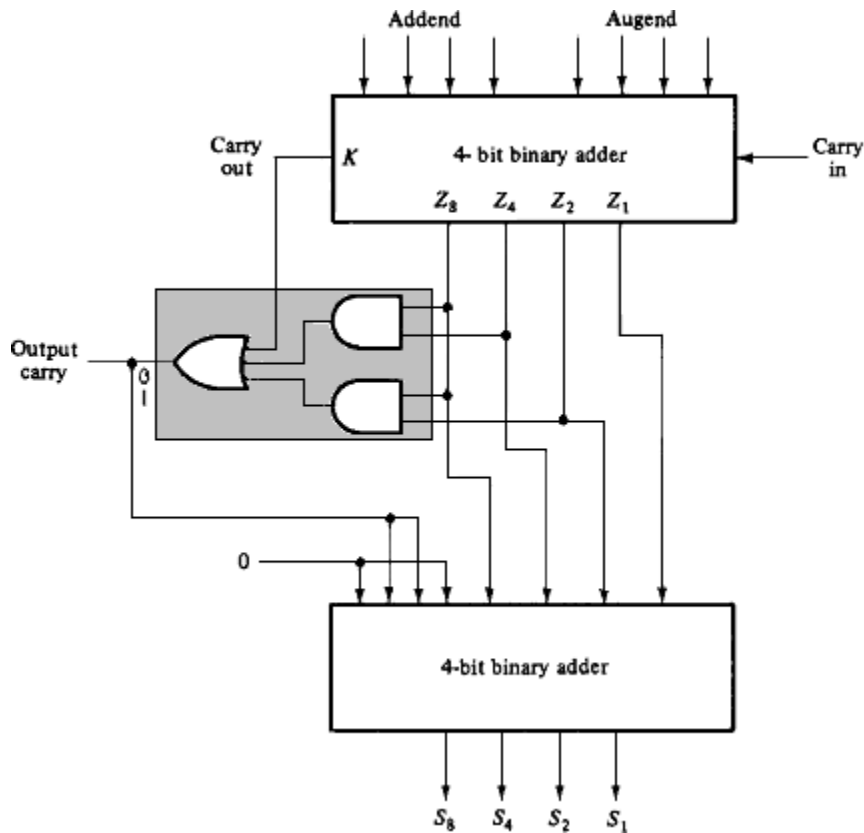 Addend Augend
Carry out
K
4-bit binary adder
Carry in
Z8 Z4 Z2 Z1
Output carry
0
1
0
4-bit binary adder
S8 S4 S2 S1